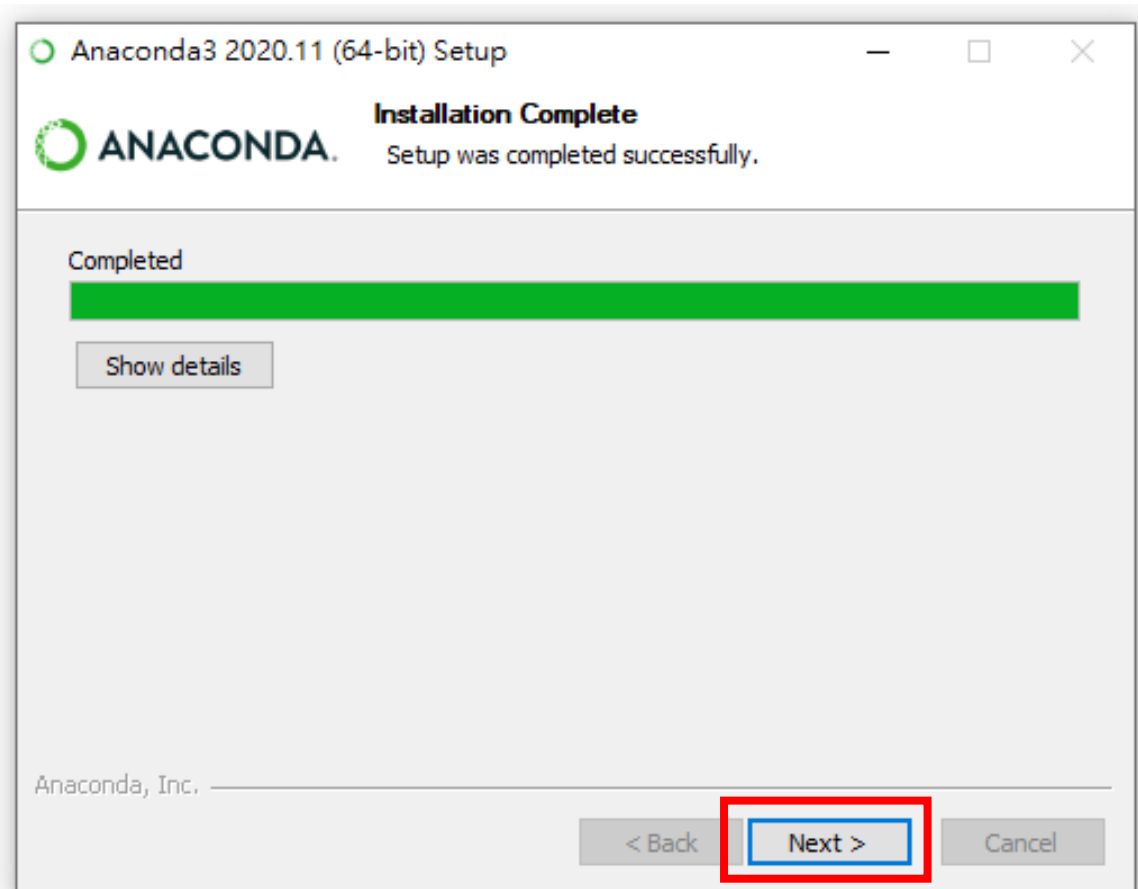 Anaconda3 2020.11 (64-bit) Setup
Installation Complete
ANANCONDA.
Setup was completed successfully.
Completed
Show details
Anaconda, Inc.
< Back
Next >
Cancel